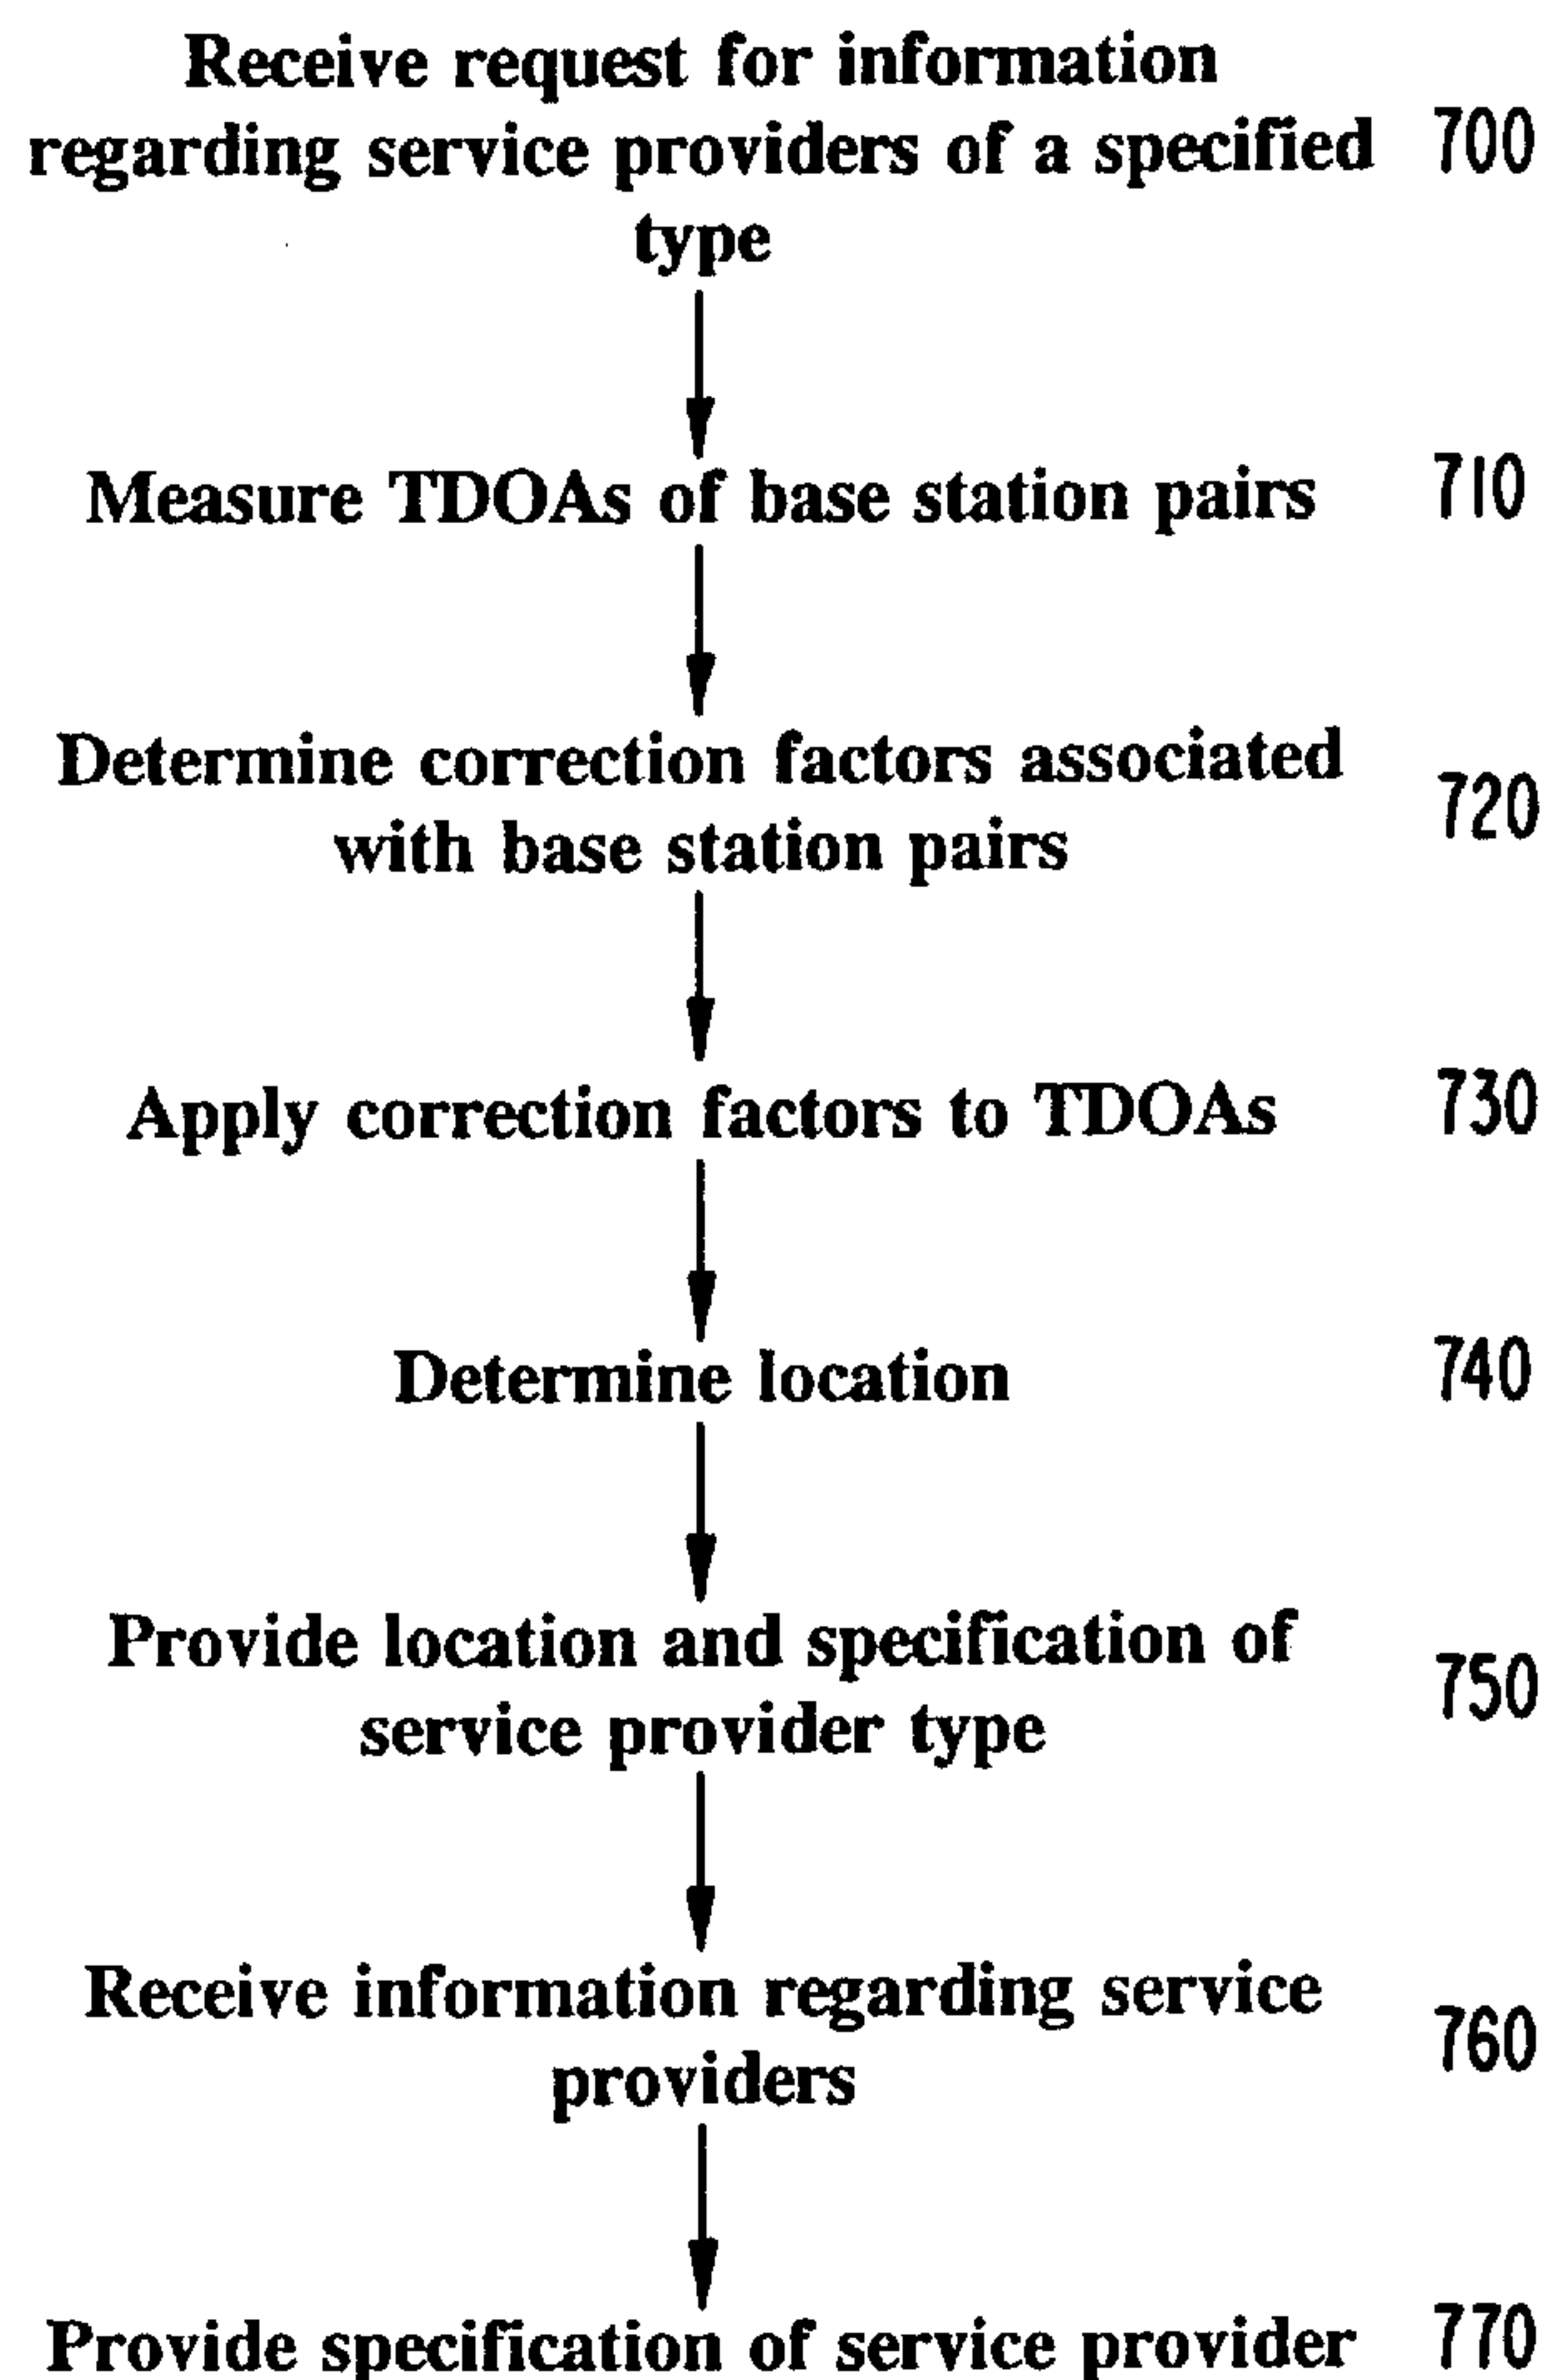 Receive request for information
regarding service providers of a specified 700
type
Measure TDOAs of base station pairs 710
Determine correction factors associated
with base station pairs 720
Apply correction factors to TDOAs 730
Determine location 740
Provide location and specification of
service provider type 750
Receive information regarding service
providers 760
Provide specification of service provider 770